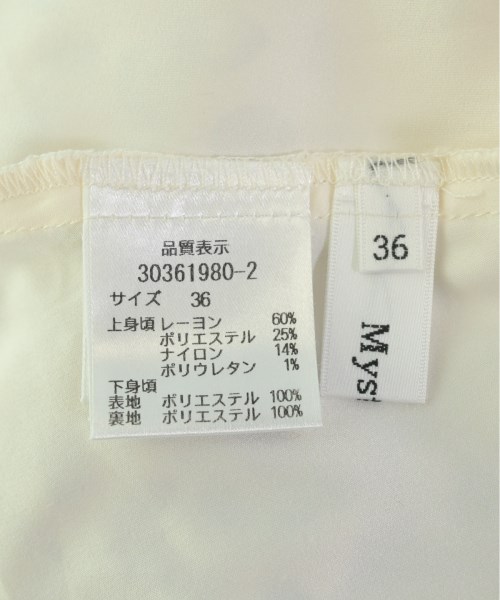 品質表示
30361980-2
サイズ 36
上身頃 レーヨン 60%
ポリエステル 25%
ナイロン 14%
ポリウレタン 1%
下身頃
表地 ポリエステル 100%
裏地 ポリエステル 100%
36